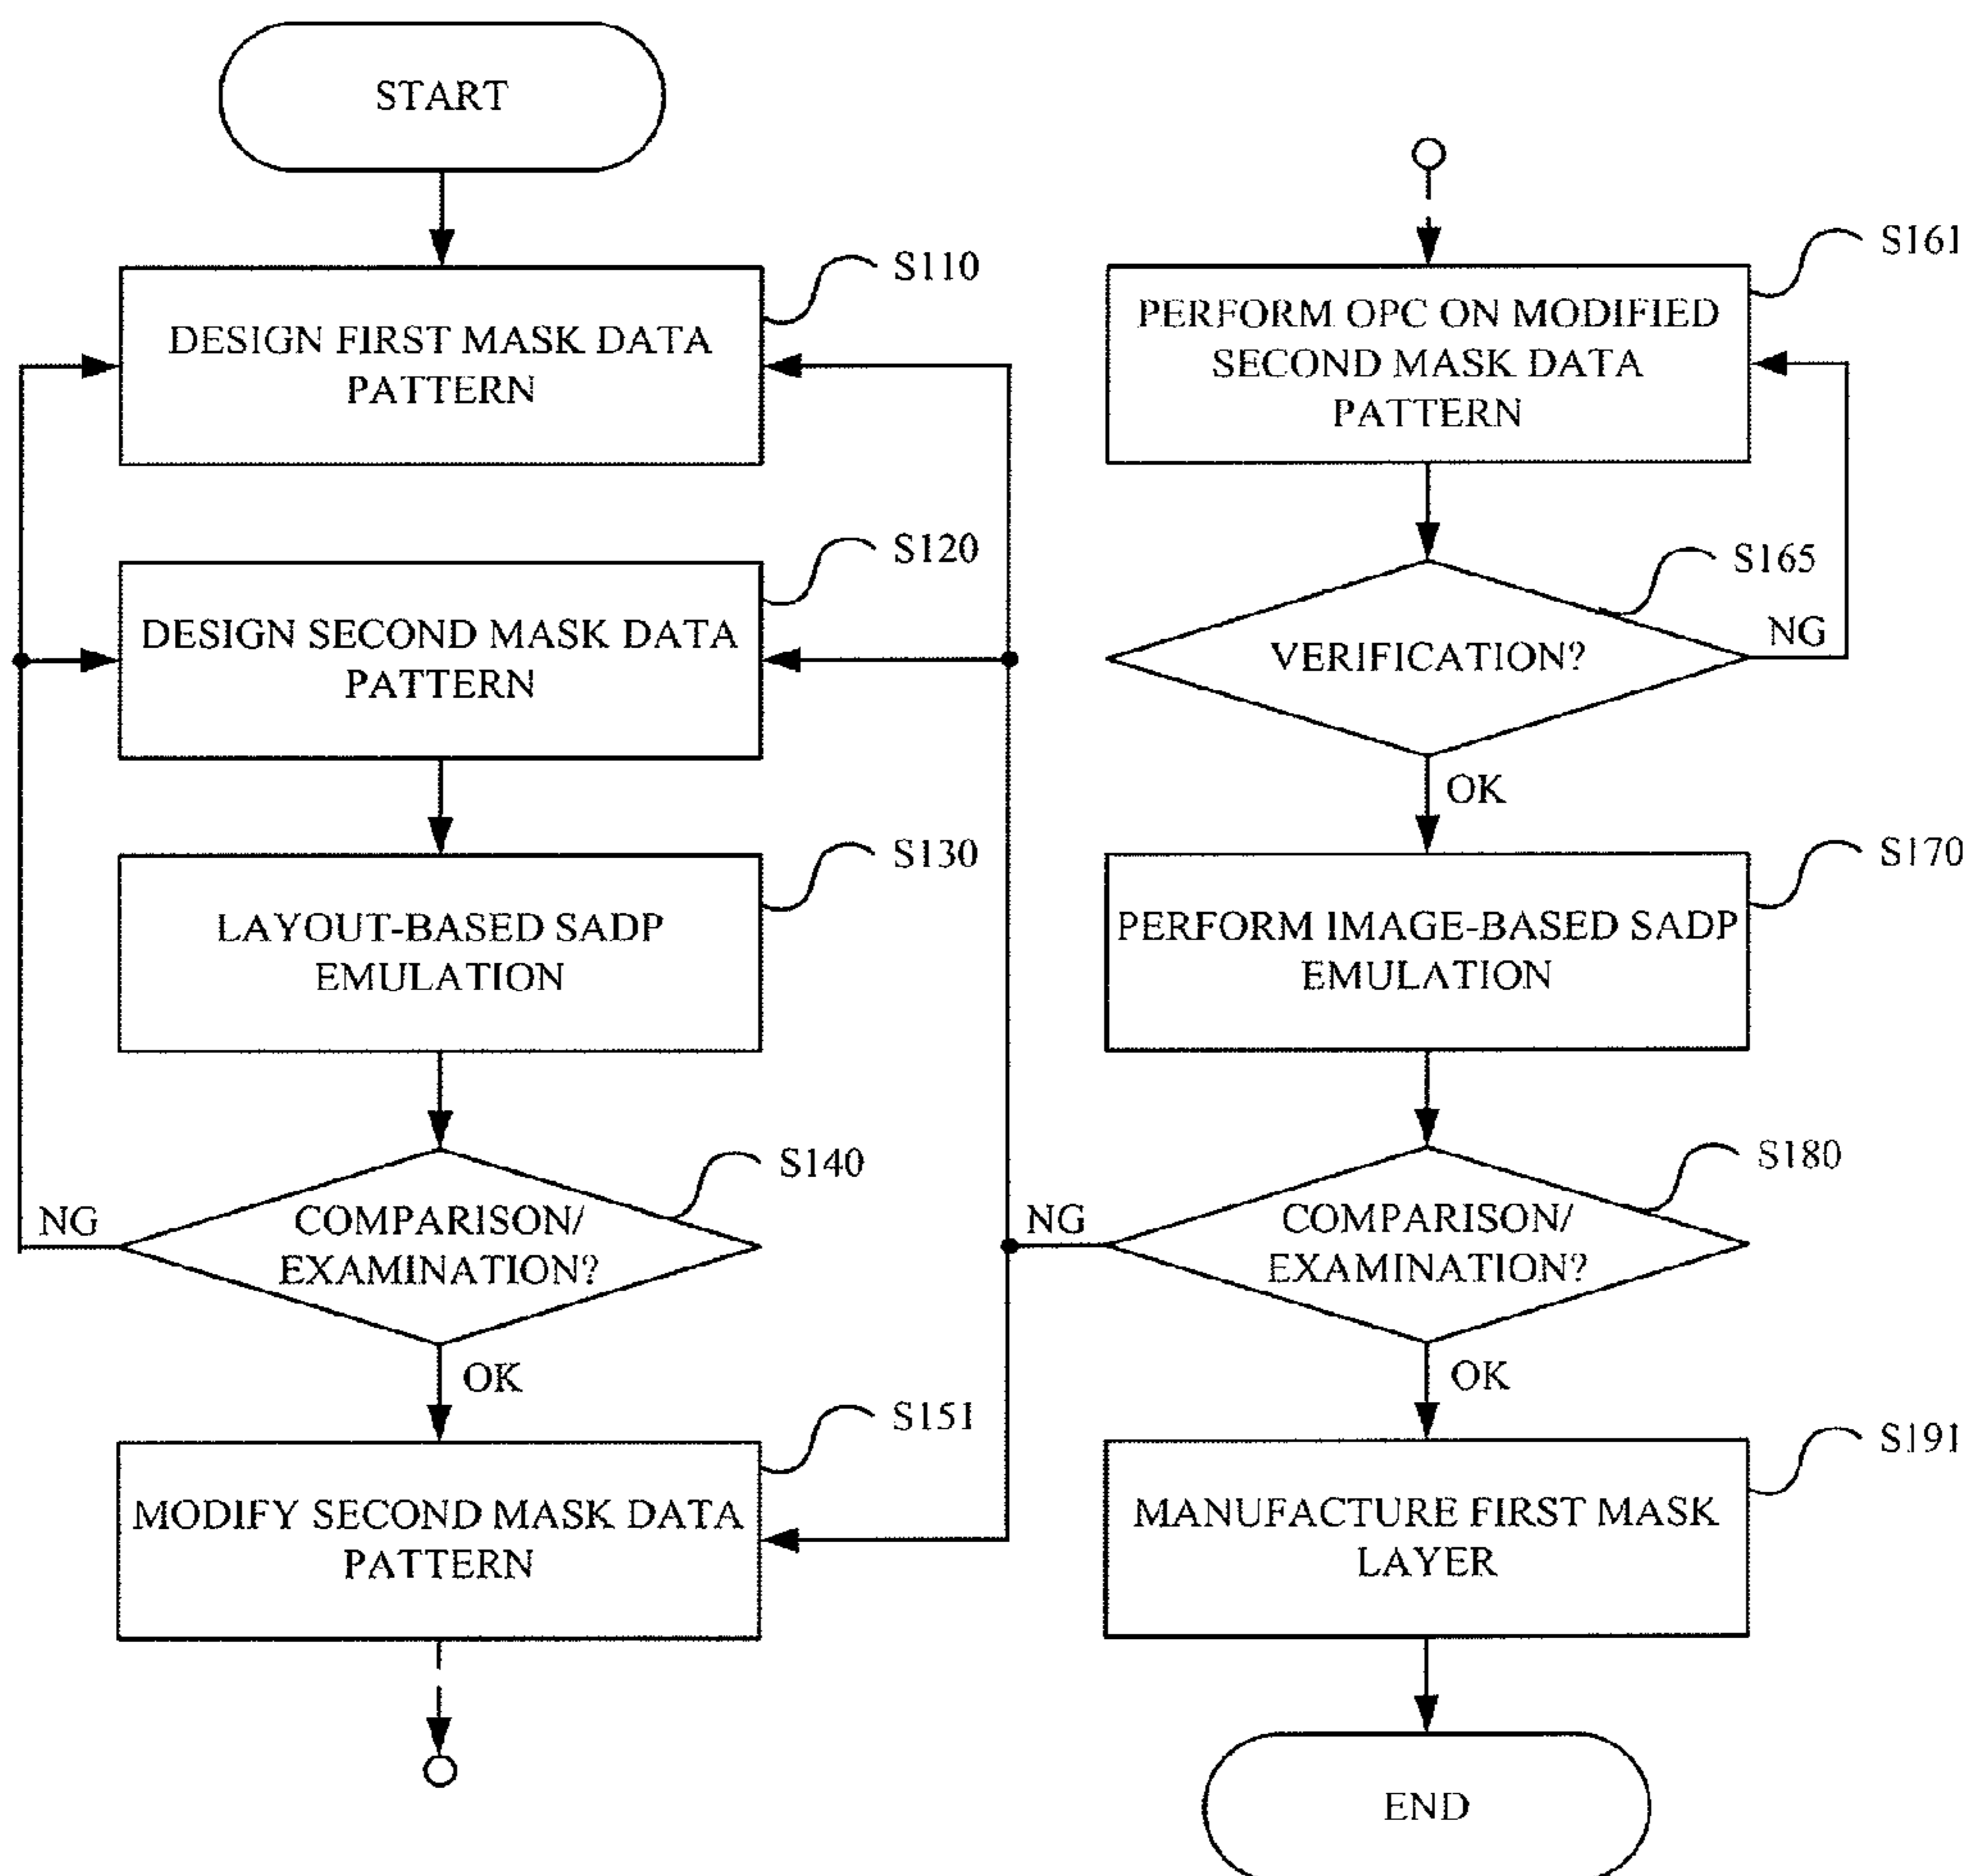 START
S110
DESIGN FIRST MASK DATA
PATTERN
S120
DESIGN SECOND MASK DATA
PATTERN
S130
LAYOUT-BASED SADP
EMULATION
S140
COMPARISON/
EXAMINATION?
NG
OK
S151
MODIFY SECOND MASK DATA
PATTERN
S161
PERFORM OPC ON MODIFIED
SECOND MASK DATA
PATTERN
S165
VERIFICATION?
NG
OK
S170
PERFORM IMAGE-BASED SADP
EMULATION
S180
COMPARISON/
EXAMINATION?
NG
OK
S191
MANUFACTURE FIRST MASK
LAYER
END